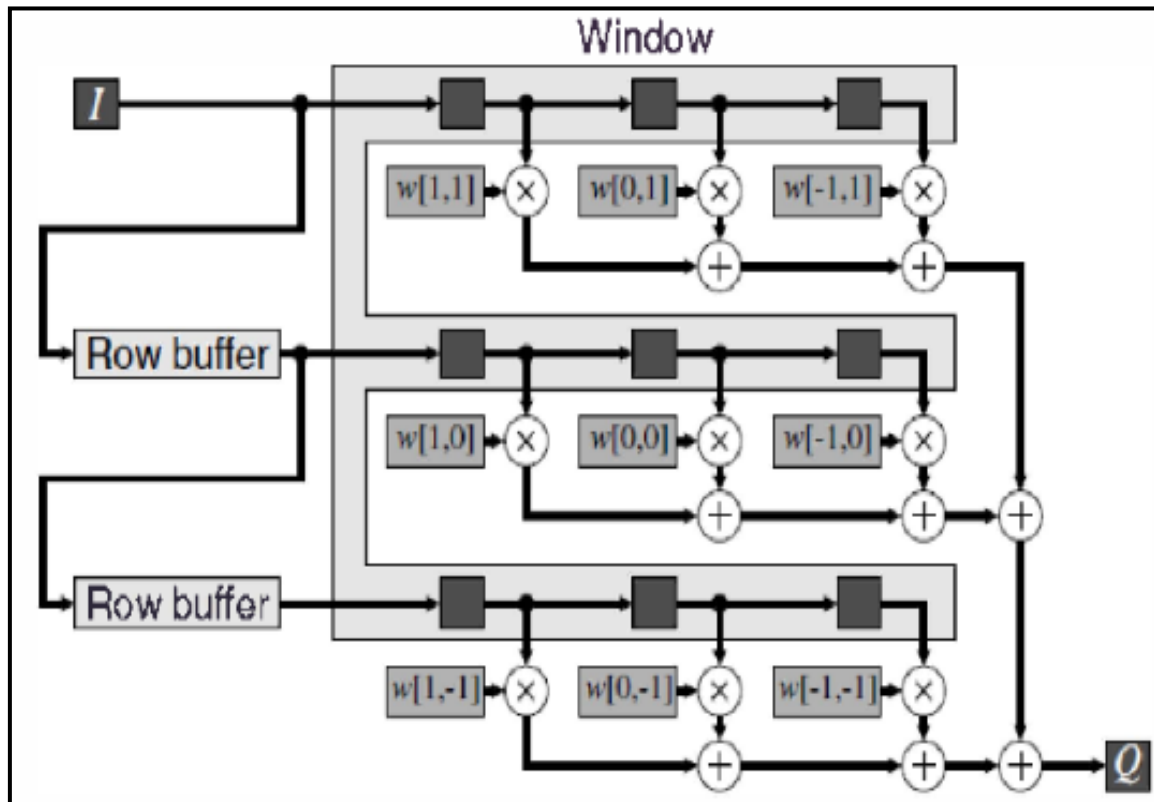 Window
I
w[1,1] w[0,1] w[-1,1]
× × ×
+ +
Row buffer
w[1,0] w[0,0] w[-1,0]
× × ×
+ + +
Row buffer
w[1,-1] w[0,-1] w[-1,-1]
× × ×
+ + + Q